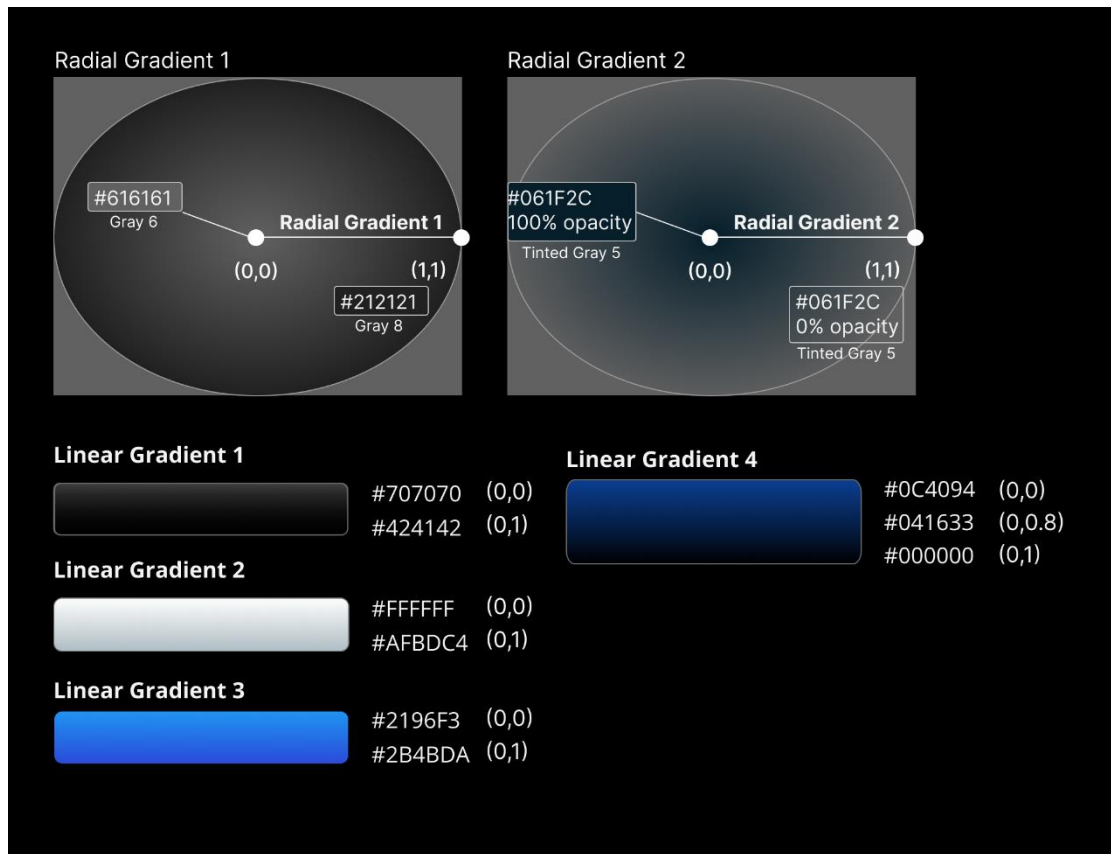 Radial Gradient 1
#616161
Gray 6
Radial Gradient 1
(0,0)
(1,1)
#212121
Gray 8
Radial Gradient 2
#061F2C
100% opacity
Tinted Gray 5
Radial Gradient 2
(0,0)
(1,1)
#061F2C
0% opacity
Tinted Gray 5
Linear Gradient 1
#707070 (0,0)
#424142 (0,1)
Linear Gradient 2
#FFFFFF (0,0)
#AFBDC4 (0,1)
Linear Gradient 3
#2196F3 (0,0)
#2B4BDA (0,1)
Linear Gradient 4
#0C4094 (0,0)
#041633 (0,0.8)
#000000 (0,1)